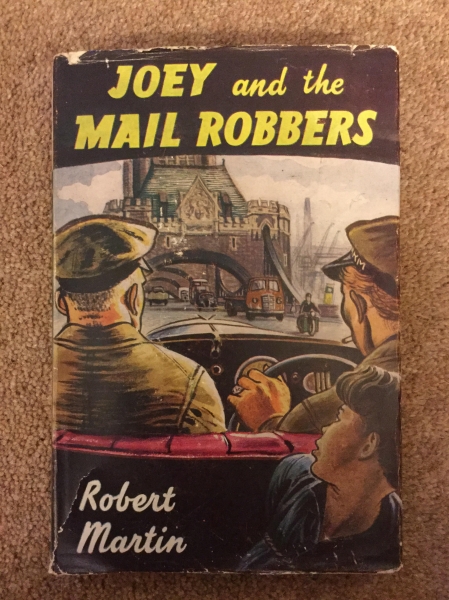 JOEY and the
MAIL ROBBERS
Robert
Martin